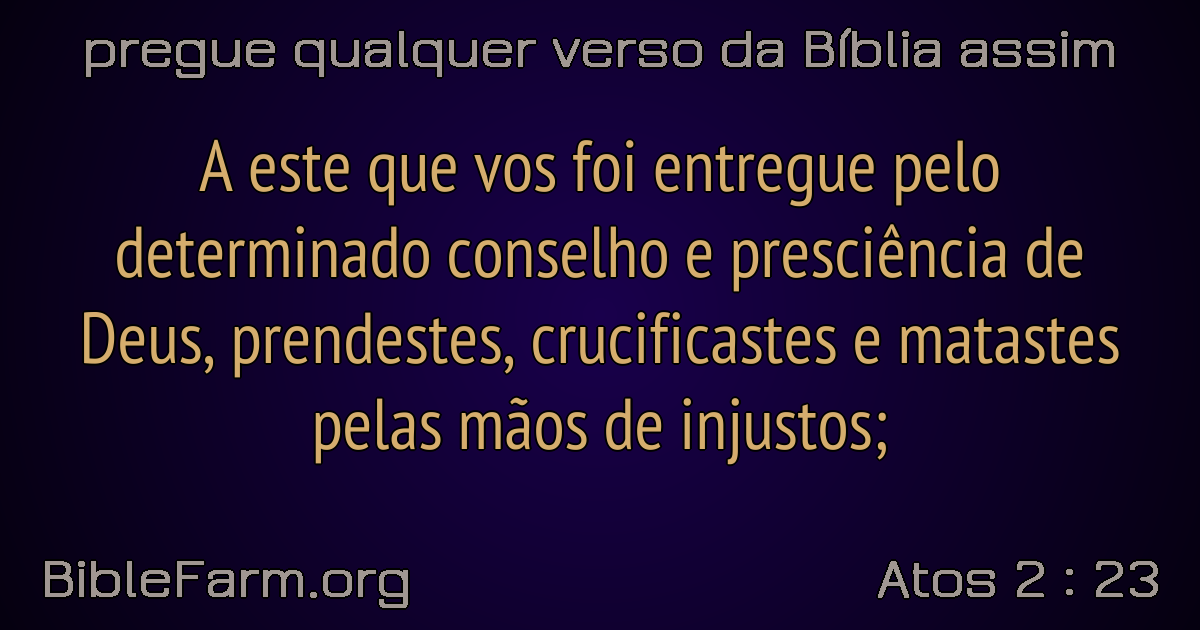 pregue qualquer verso da Bíblia assim
A este que vos foi entregue pelo
determinado conselho e presciência de
Deus, prendestes, crucificastes e matastes
pelas mãos de injustos;
BibleFarm.org
Atos 2 : 23